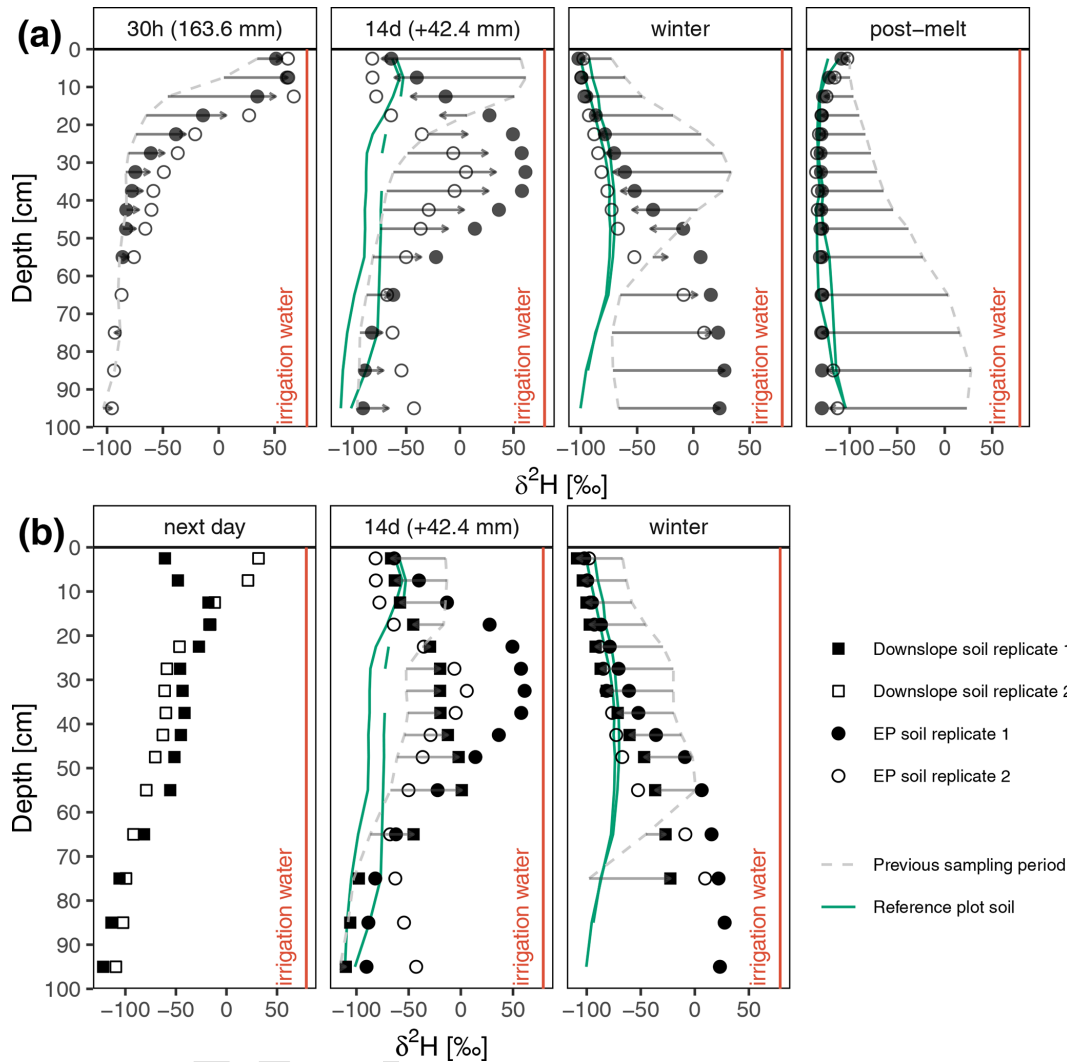 (a)
30h (163.6 mm) 14d (+42.4 mm) winter post−melt
0
10
20
30
40
50
60
70
80
90
100
Depth [cm]
irrigation water irrigation water irrigation water irrigation water
−100 −50 0 50 −100 −50 0 50 −100 −50 0 50 −100 −50 0 50
δ²H [‰]
(b)
next day 14d (+42.4 mm) winter
0
10
20
30
40
50
60
70
80
90
100
Depth [cm]
irrigation water irrigation water irrigation water
−100 −50 0 50 −100 −50 0 50 −100 −50 0 50
δ²H [‰]
Downslope soil replicate 1
Downslope soil replicate 2
EP soil replicate 1
EP soil replicate 2
Previous sampling period
Reference plot soil